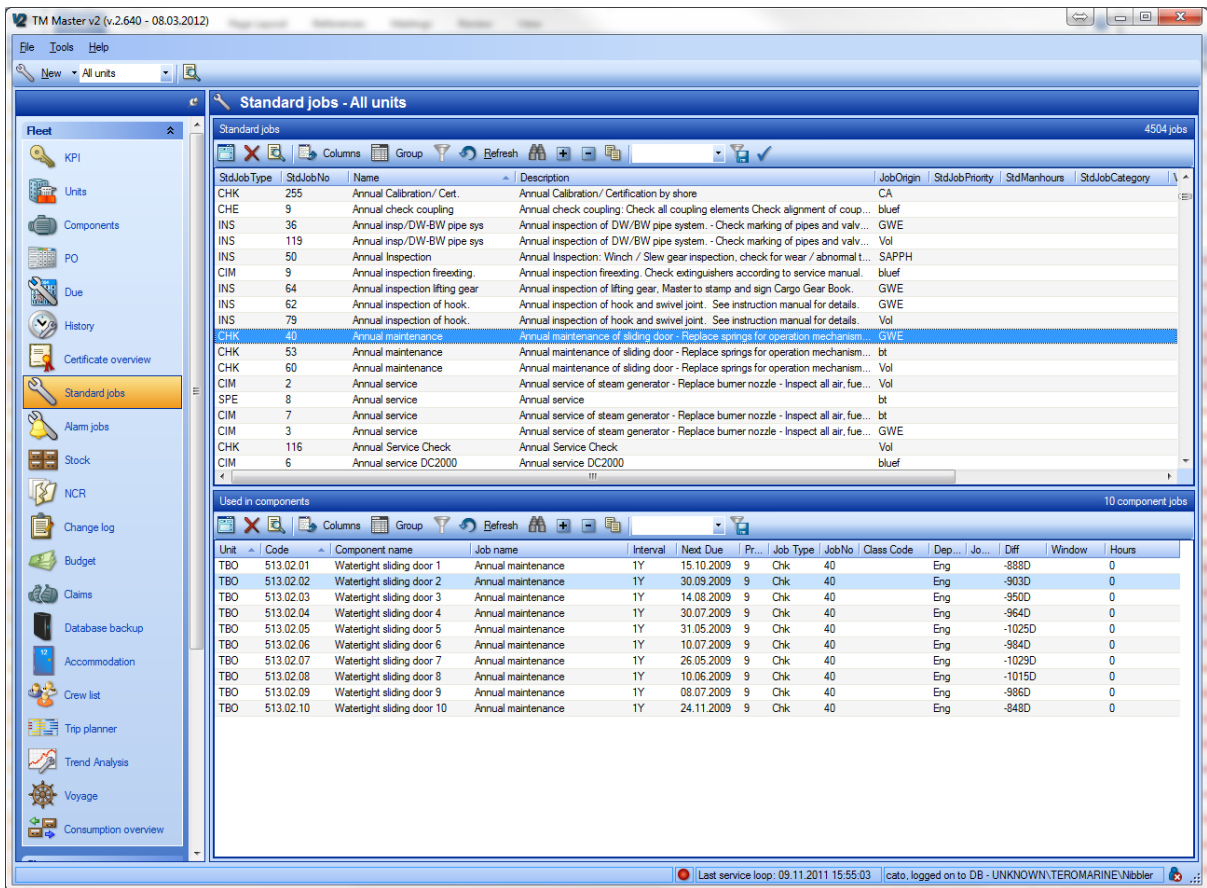 TM Master v2 (v.2.640 - 08.03.2012)
File Tools Help
New All units
Standard jobs - All units
Fleet
KPI
Units
Components
PO
Due
History
Certificate overview
Standard jobs
Alarm jobs
Stock
NCR
Change log
Budget
Claims
Database backup
12
Accommodation
Crew list
Trip planner
Trend Analysis
Voyage
Consumption overview
Standard jobs 4504 jobs
Columns Group Refresh
StdJobType StdJobNo Name Description JobOrigin StdJobPriority StdManhours StdJobCategory
CHK 255 Annual Calibration/ Cert. Annual Calibration/ Certification by shore CA
CHE 9 Annual check coupling Annual check coupling: Check all coupling elements Check alignment of coup... bluef
INS 36 Annual insp/DW-BW pipe sys Annual inspection of DW/BW pipe system. - Check marking of pipes and valv... GWE
INS 119 Annual insp/DW-BW pipe sys Annual inspection of DW/BW pipe system. - Check marking of pipes and valv... Vol
INS 50 Annual Inspection Annual Inspection: Winch / Slew gear inspection, check for wear / abnormal t... SAPPH
CIM 9 Annual inspection fireexting. Annual inspection fireexting. Check extinguishers according to service manual. bluef
INS 64 Annual inspection lifting gear Annual inspection of lifting gear, Master to stamp and sign Cargo Gear Book. GWE
INS 62 Annual inspection of hook. Annual inspection of hook and swivel joint. See instruction manual for details. GWE
INS 79 Annual inspection of hook. Annual inspection of hook and swivel joint. See instruction manual for details. Vol
CHK 40 Annual maintenance Annual maintenance of sliding door - Replace springs for operation mechanism... GWE
CHK 53 Annual maintenance Annual maintenance of sliding door - Replace springs for operation mechanism... bt
CHK 60 Annual maintenance Annual maintenance of sliding door - Replace springs for operation mechanism... Vol
CIM 2 Annual service Annual service of steam generator - Replace burner nozzle - Inspect all air, fue... Vol
SPE 8 Annual service Annual service bt
CIM 7 Annual service Annual service of steam generator - Replace burner nozzle - Inspect all air, fue... bt
CIM 3 Annual service Annual service of steam generator - Replace burner nozzle - Inspect all air, fue... GWE
CHK 116 Annual Service Check Annual Service Check Vol
CIM 6 Annual service DC2000 Annual service DC2000 bluef
Used in components 10 component jobs
Columns Group Refresh
Unit Code Component name Job name Interval Next Due Pr... Job Type JobNo Class Code Dep... Jo... Diff Window Hours
TBO 513.02.01 Watertight sliding door 1 Annual maintenance 1Y 15.10.2009 9 Chk 40 Eng -888D 0
TBO 513.02.02 Watertight sliding door 2 Annual maintenance 1Y 30.09.2009 9 Chk 40 Eng -903D 0
TBO 513.02.03 Watertight sliding door 3 Annual maintenance 1Y 14.08.2009 9 Chk 40 Eng -950D 0
TBO 513.02.04 Watertight sliding door 4 Annual maintenance 1Y 30.07.2009 9 Chk 40 Eng -964D 0
TBO 513.02.05 Watertight sliding door 5 Annual maintenance 1Y 31.05.2009 9 Chk 40 Eng -1025D 0
TBO 513.02.06 Watertight sliding door 6 Annual maintenance 1Y 10.07.2009 9 Chk 40 Eng -984D 0
TBO 513.02.07 Watertight sliding door 7 Annual maintenance 1Y 26.05.2009 9 Chk 40 Eng -1029D 0
TBO 513.02.08 Watertight sliding door 8 Annual maintenance 1Y 10.06.2009 9 Chk 40 Eng -1015D 0
TBO 513.02.09 Watertight sliding door 9 Annual maintenance 1Y 08.07.2009 9 Chk 40 Eng -986D 0
TBO 513.02.10 Watertight sliding door 10 Annual maintenance 1Y 24.11.2009 9 Chk 40 Eng -848D 0
Last service loop: 09.11.2011 15:55:03 cato, logged on to DB - UNKNOWN\TEROMARINE\Nibbler